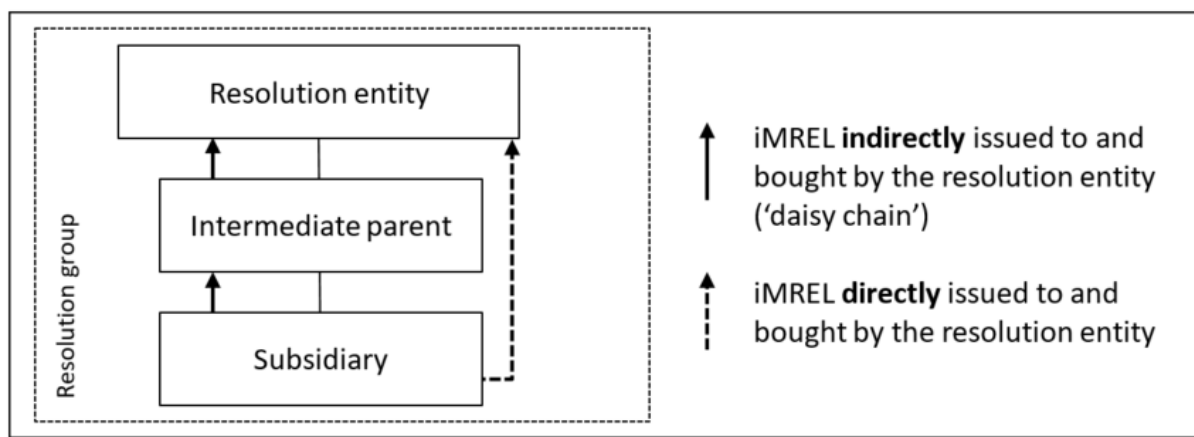 Resolution group
Resolution entity
Intermediate parent
Subsidiary
iMREL indirectly issued to and
bought by the resolution entity
(‘daisy chain’)
iMREL directly issued to and
bought by the resolution entity